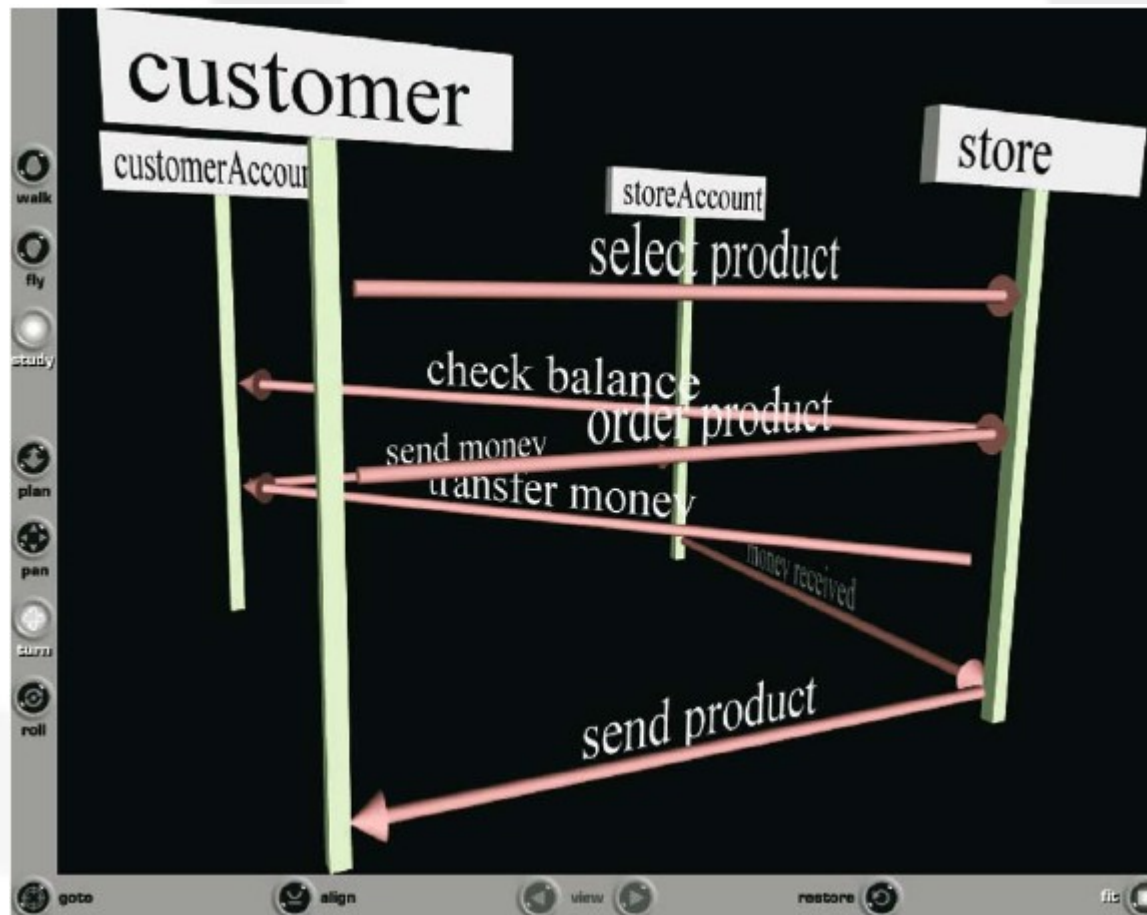 customer
customerAccoun
storeAccount
store
select product
check balance
order product
send money
transfer money
money received
send product
walk
fly
study
plan
pan
turn
roll
goto
align
view
restore
fit